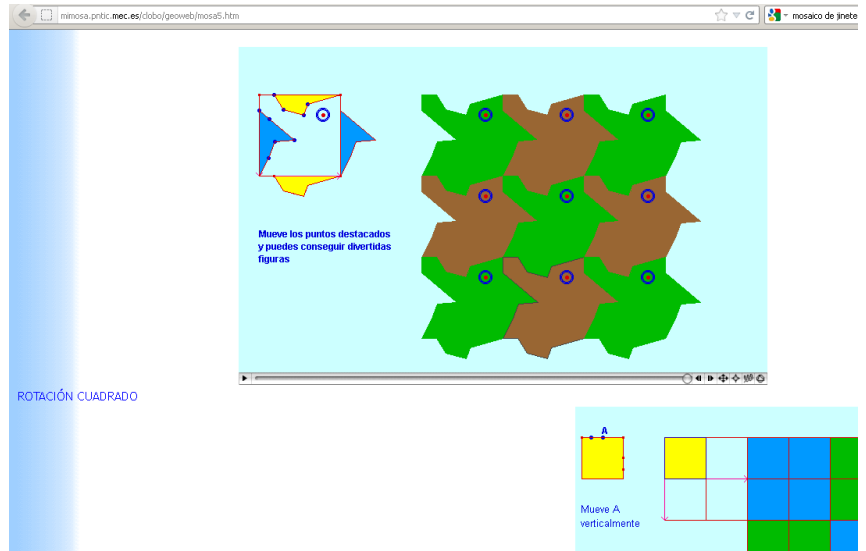 mimosa.pntic.mec.es/clobo/geoweb/mosa5.htm
mosaico de jinete
Mueve los puntos destacados
y puedes conseguir divertidas
figuras
ROTACIÓN CUADRADO
A
Mueve A
verticalmente